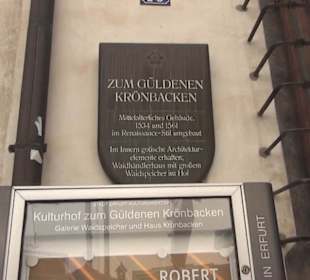 ZUM GÜLDENEN
KRÖNBACKEN
Mittelalterliches Gebäude,
1534 und 1561
im Renaissance-Stil umgebaut
Im Innern gotische Architektur-
elemente erhalten,
Waidhändlerhaus mit großem
Waidspeicher im Hof
Kulturhof zum Güldenen Krönbacken
Galerie Waidspeicher und Haus Krönbacken
ROBERT
IN ERFURT